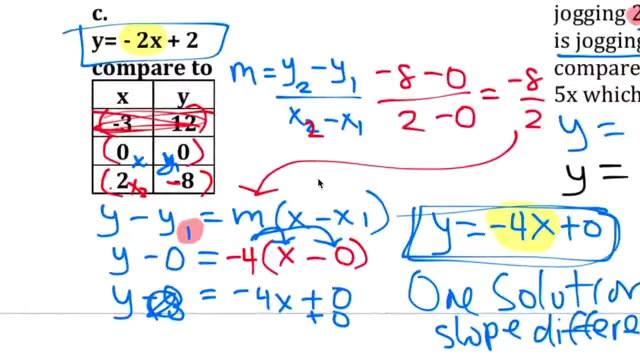 c.
y= - 2x + 2
compare to
x y
-3 12
0 0
2 -8
x₁ y₁
x₂
m = y₂ - y₁ / x₂ - x₁
-8 - 0 / 2 - 0 = -8 / 2
y - y₁ = m(x - x₁)
y - 0 = -4(x - 0)
y = -4x + 0
+ 0
y = -4x + 0
One solution
slope differe
jogging 2
is jogging
compare
5x which
y =
y =